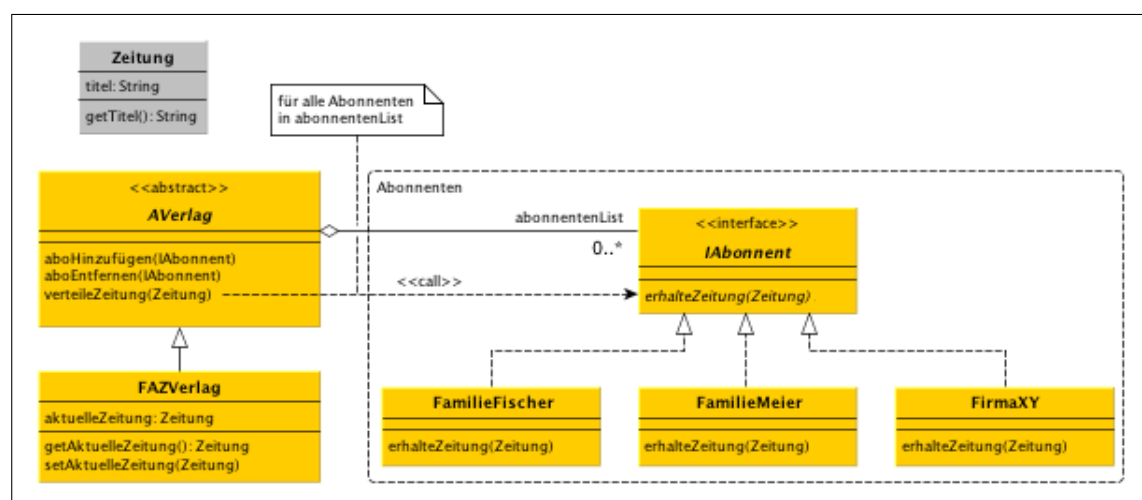 Zeitung
titel: String
getTitel(): String
für alle Abonnenten
in abonnentenList
<<abstract>>
AVerlag
aboHinzufügen(IAbonnent)
aboEntfernen(IAbonnent)
verteileZeitung(Zeitung)
Abonnenten
abonnentenList
0..*
<<call>>
<<interface>>
IAbonnent
erhalteZeitung(Zeitung)
FAZVerlag
aktuelleZeitung: Zeitung
getAktuelleZeitung(): Zeitung
setAktuelleZeitung(Zeitung)
FamilieFischer
erhalteZeitung(Zeitung)
FamilieMeier
erhalteZeitung(Zeitung)
FirmaXY
erhalteZeitung(Zeitung)